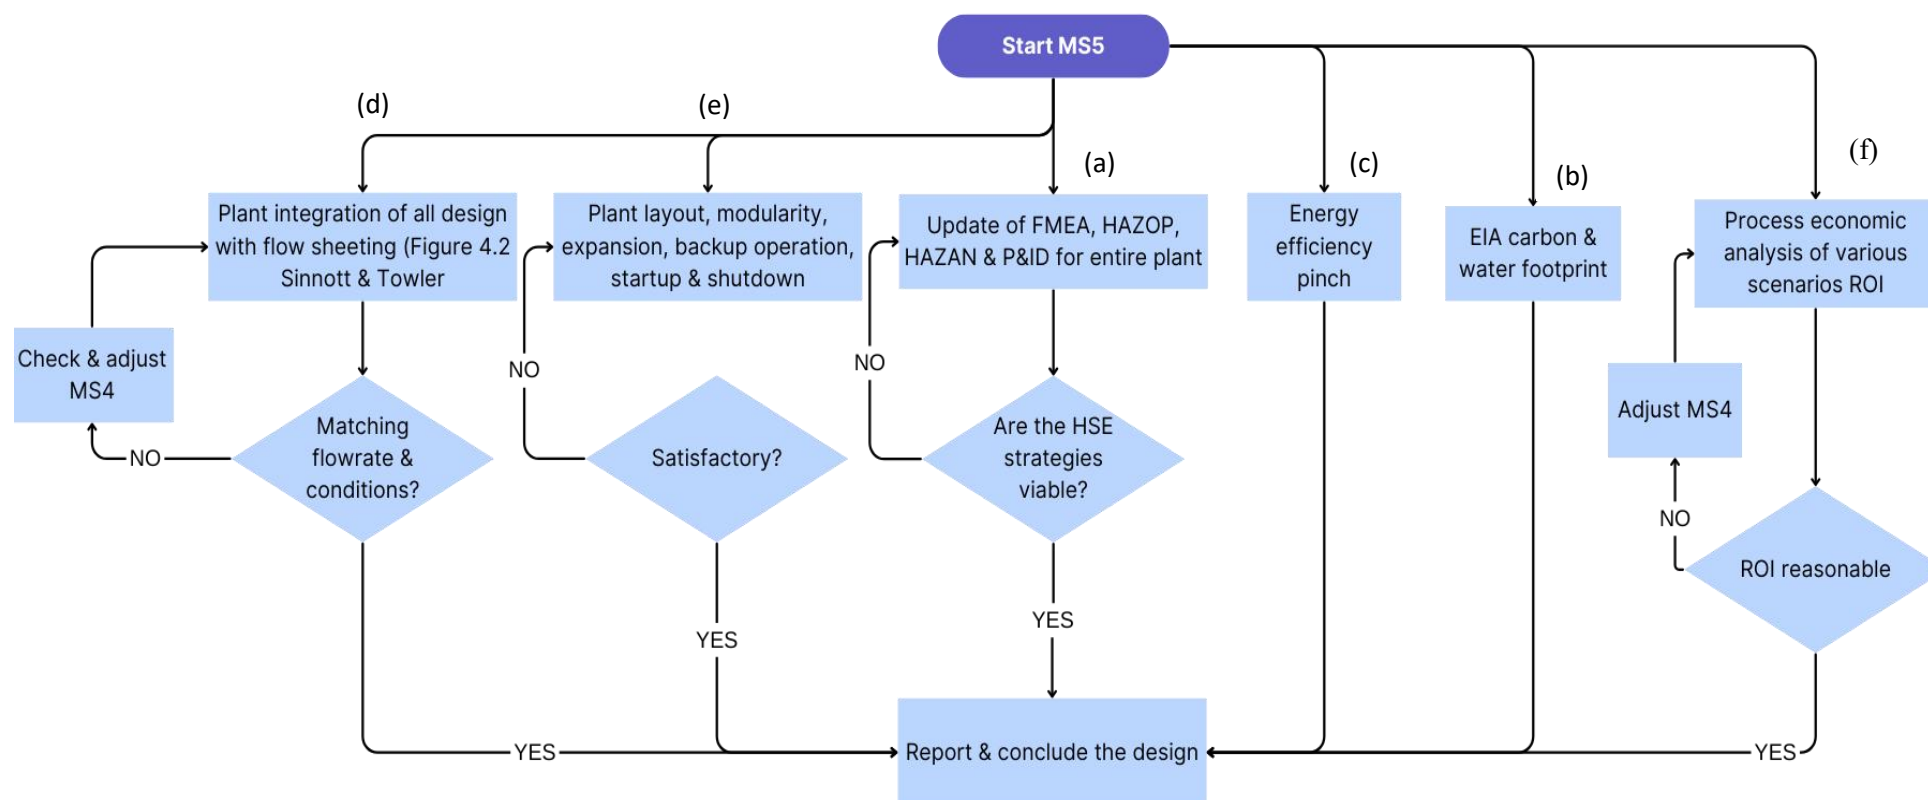 Start MS5
(d)
(e)
(a)
(c)
(b)
(f)
Plant integration of all design
with flow sheeting (Figure 4.2
Sinnott & Towler
Plant layout, modularity,
expansion, backup operation,
startup & shutdown
Update of FMEA, HAZOP,
HAZAN & P&ID for entire plant
Energy
efficiency
pinch
EIA carbon &
water footprint
Process economic
analysis of various
scenarios ROI
Check & adjust
MS4
NO
NO
Adjust MS4
Matching
flowrate &
conditions?
Satisfactory?
Are the HSE
strategies
viable?
NO
NO
ROI reasonable
YES
YES
YES
Report & conclude the design
YES